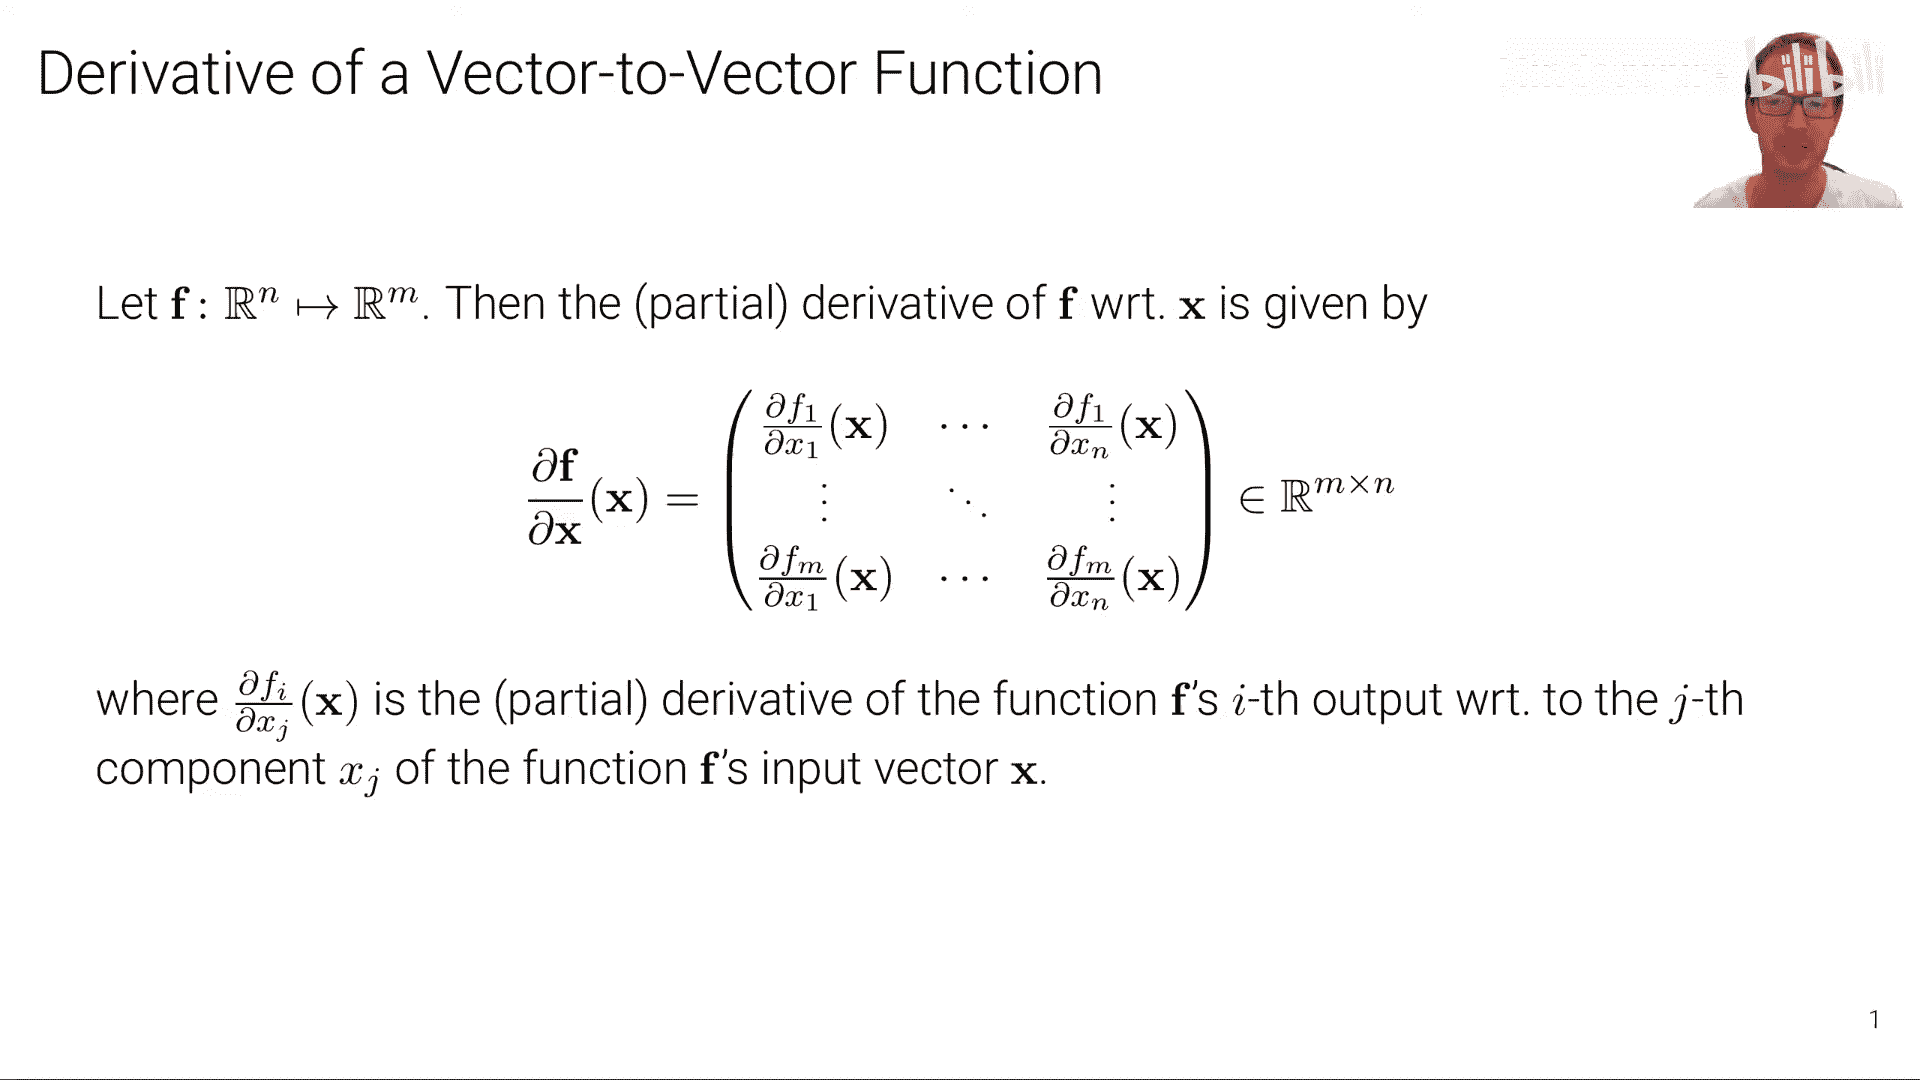 Derivative of a Vector-to-Vector Function
bilibili
Let f : ℝⁿ ↦ ℝᵐ. Then the (partial) derivative of f wrt. x is given by
∂f/∂x (x) = ( ∂f₁/∂x₁ (x) ⋯ ∂f₁/∂xₙ (x)
⋮ ⋱ ⋮
∂fₘ/∂x₁ (x) ⋯ ∂fₘ/∂xₙ (x) ) ∈ ℝᵐˣⁿ
where ∂fᵢ/∂xⱼ (x) is the (partial) derivative of the function f’s i-th output wrt. to the j-th
component xⱼ of the function f’s input vector x.
1